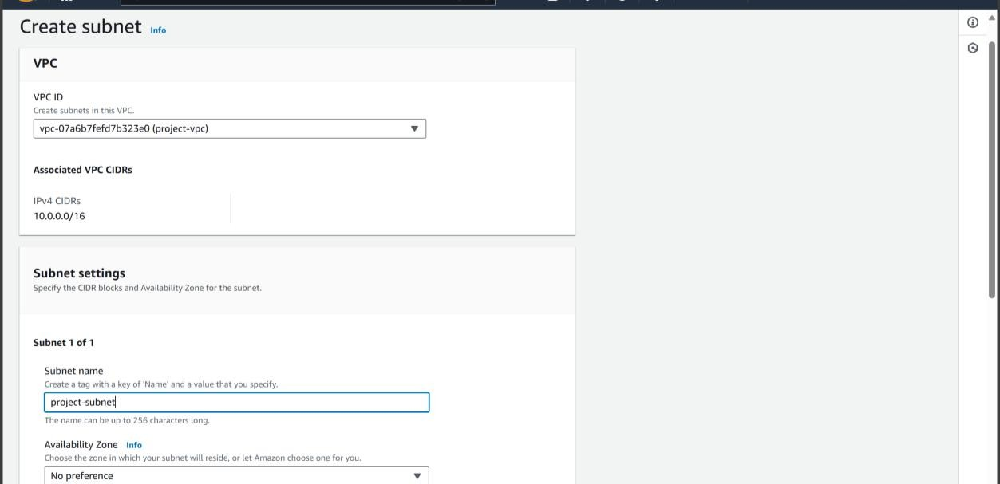 Create subnet Info
VPC
VPC ID
Create subnets in this VPC.
vpc-07a6b7fefd7b323e0 (project-vpc)
Associated VPC CIDRs
IPv4 CIDRs
10.0.0.0/16
Subnet settings
Specify the CIDR blocks and Availability Zone for the subnet.
Subnet 1 of 1
Subnet name
Create a tag with a key of 'Name' and a value that you specify.
project-subnet
The name can be up to 256 characters long.
Availability Zone Info
Choose the zone in which your subnet will reside, or let Amazon choose one for you.
No preference